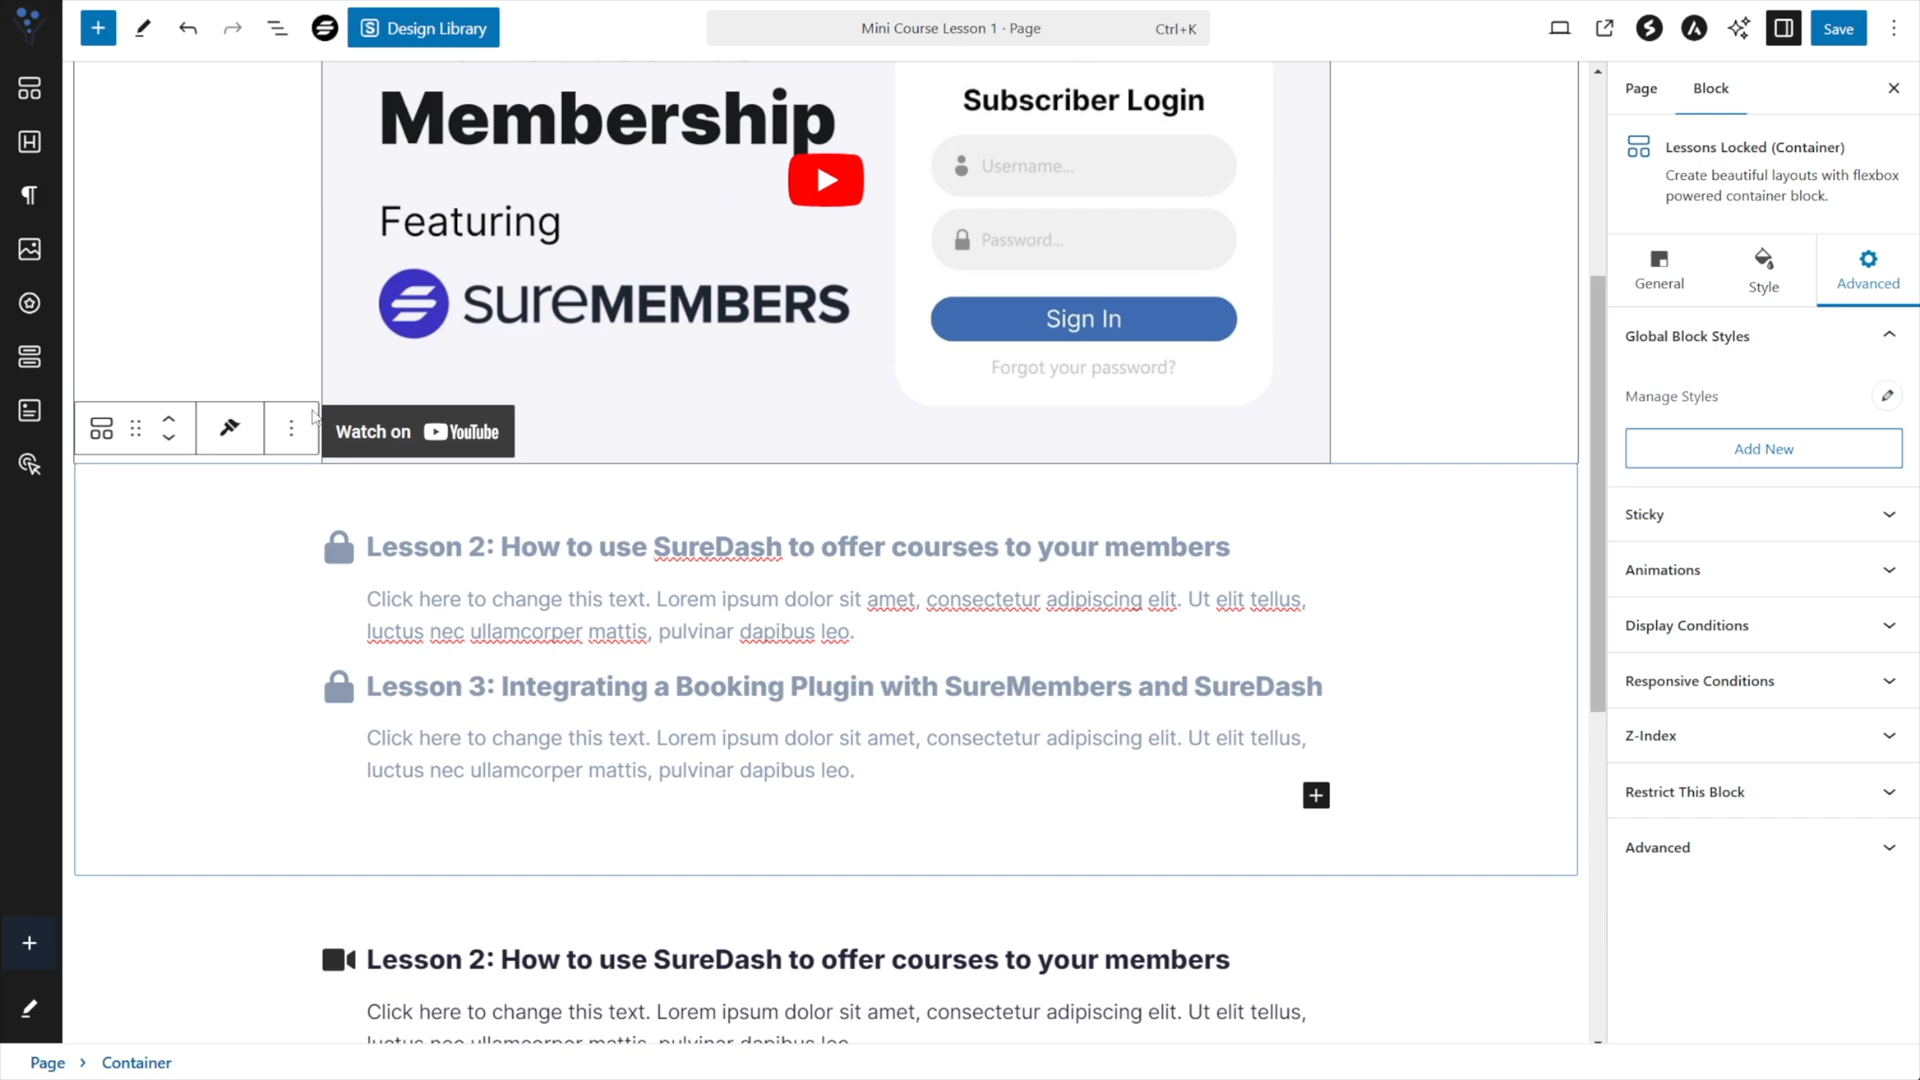 Design Library
Mini Course Lesson 1 · Page
Ctrl+K
Save
Membership
Featuring
sureMEMBERS
Subscriber Login
Username...
Password...
Sign In
Forgot your password?
Watch on YouTube
Lesson 2: How to use SureDash to offer courses to your members
Click here to change this text. Lorem ipsum dolor sit amet, consectetur adipiscing elit. Ut elit tellus,
luctus nec ullamcorper mattis, pulvinar dapibus leo.
Lesson 3: Integrating a Booking Plugin with SureMembers and SureDash
Click here to change this text. Lorem ipsum dolor sit amet, consectetur adipiscing elit. Ut elit tellus,
luctus nec ullamcorper mattis, pulvinar dapibus leo.
Lesson 2: How to use SureDash to offer courses to your members
Click here to change this text. Lorem ipsum dolor sit amet, consectetur adipiscing elit. Ut elit tellus,
luctus nec ullamcorper mattis, pulvinar dapibus leo.
Page
Block
Lessons Locked (Container)
Create beautiful layouts with flexbox
powered container block.
General
Style
Advanced
Global Block Styles
Manage Styles
Add New
Sticky
Animations
Display Conditions
Responsive Conditions
Z-Index
Restrict This Block
Advanced
Page › Container